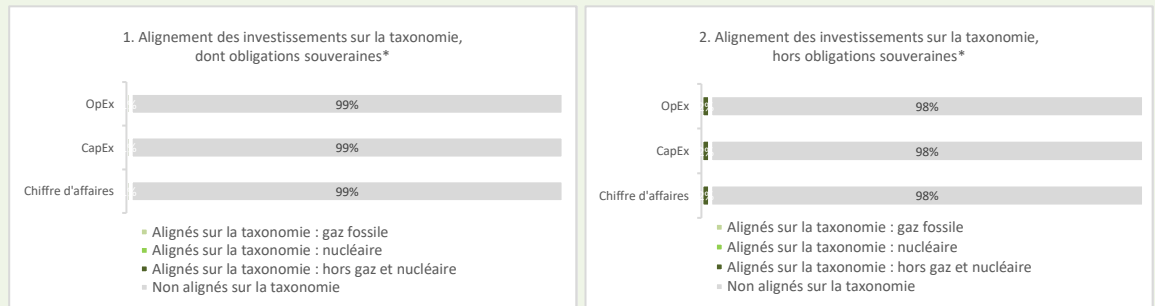 1. Alignement des investissements sur la taxonomie,
dont obligations souveraines*
OpEx
99%
CapEx
99%
Chiffre d'affaires
99%
Alignés sur la taxonomie : gaz fossile
Alignés sur la taxonomie : nucléaire
Alignés sur la taxonomie : hors gaz et nucléaire
Non alignés sur la taxonomie
2. Alignement des investissements sur la taxonomie,
hors obligations souveraines*
OpEx
98%
CapEx
98%
Chiffre d'affaires
98%
Alignés sur la taxonomie : gaz fossile
Alignés sur la taxonomie : nucléaire
Alignés sur la taxonomie : hors gaz et nucléaire
Non alignés sur la taxonomie